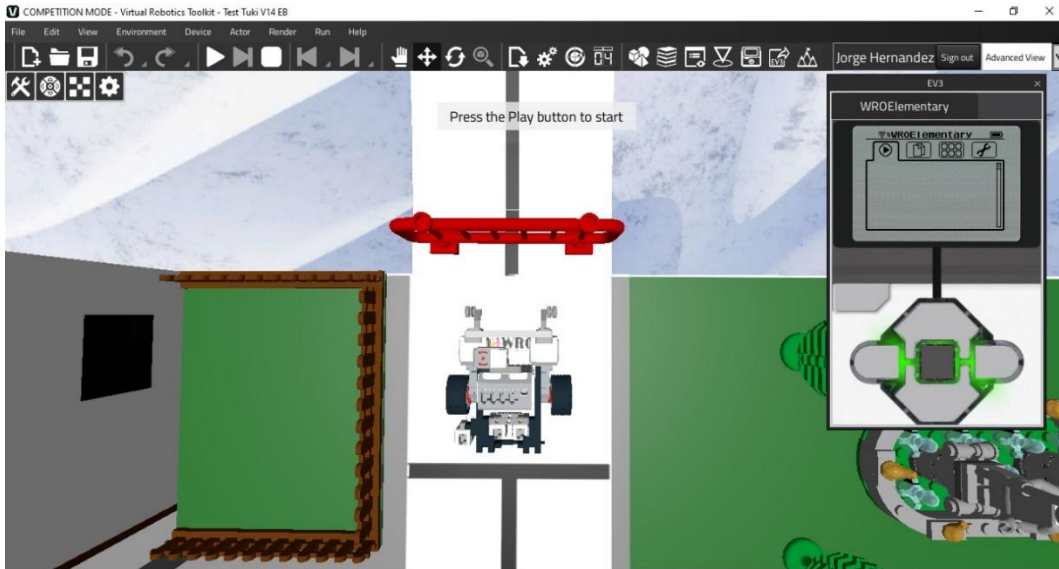 COMPETITION MODE - Virtual Robotics Toolkit - Test Tuki V14 EB
File Edit View Environment Device Actor Render Run Help
Jorge Hernandez Sign out Advanced View
Press the Play button to start
EV3
WROElementary
WROElementary
WRO